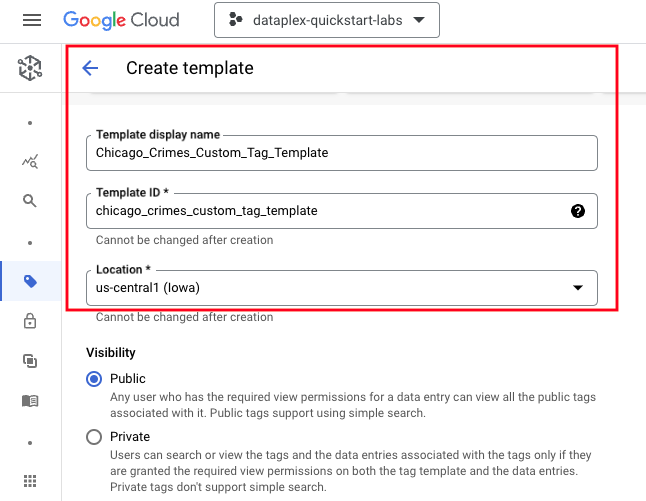 Google Cloud
dataplex-quickstart-labs
Create template
Template display name
Chicago_Crimes_Custom_Tag_Template
Template ID *
chicago_crimes_custom_tag_template
Cannot be changed after creation
Location *
us-central1 (Iowa)
Cannot be changed after creation
Visibility
Public
Any user who has the required view permissions for a data entry can view all the public tags
associated with it. Public tags support using simple search.
Private
Users can search or view the tags and the data entries associated with the tags only if they
are granted the required view permissions on both the tag template and the data entries.
Private tags don't support simple search.